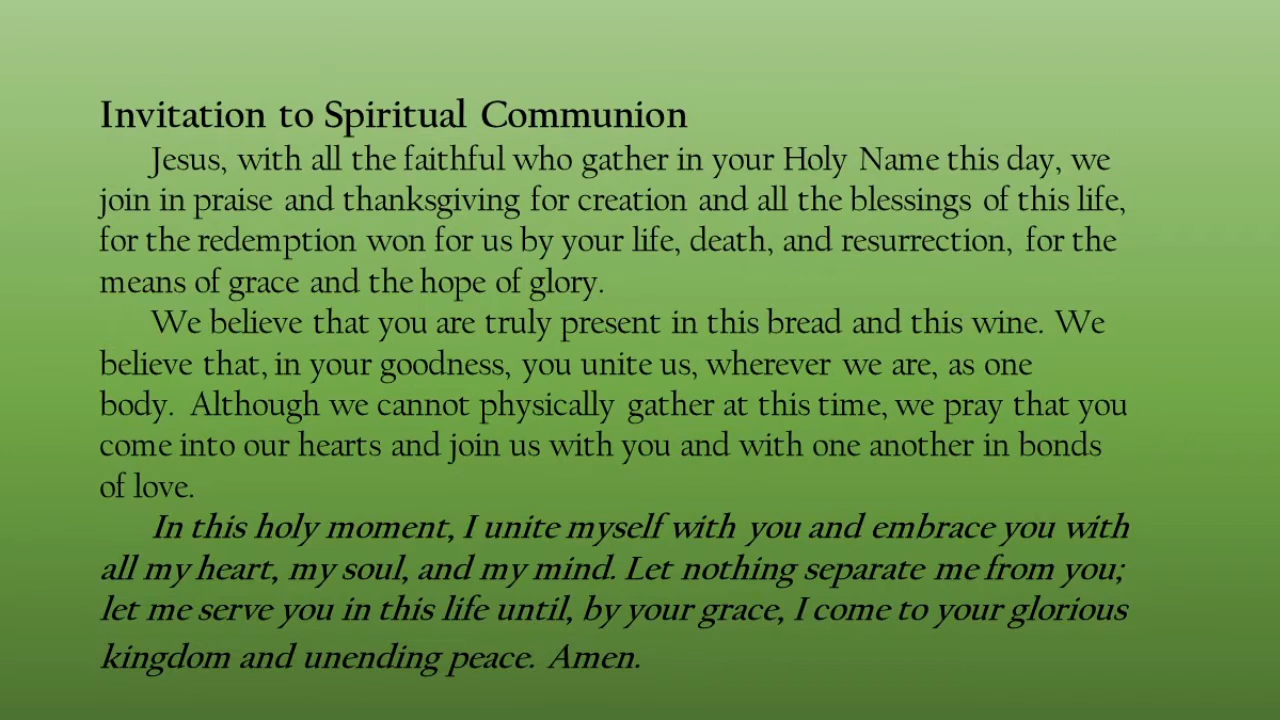 Invitation to Spiritual Communion
Jesus, with all the faithful who gather in your Holy Name this day, we
join in praise and thanksgiving for creation and all the blessings of this life,
for the redemption won for us by your life, death, and resurrection, for the
means of grace and the hope of glory.
We believe that you are truly present in this bread and this wine. We
believe that, in your goodness, you unite us, wherever we are, as one
body. Although we cannot physically gather at this time, we pray that you
come into our hearts and join us with you and with one another in bonds
of love.
In this holy moment, I unite myself with you and embrace you with
all my heart, my soul, and my mind. Let nothing separate me from you;
let me serve you in this life until, by your grace, I come to your glorious
kingdom and unending peace. Amen.